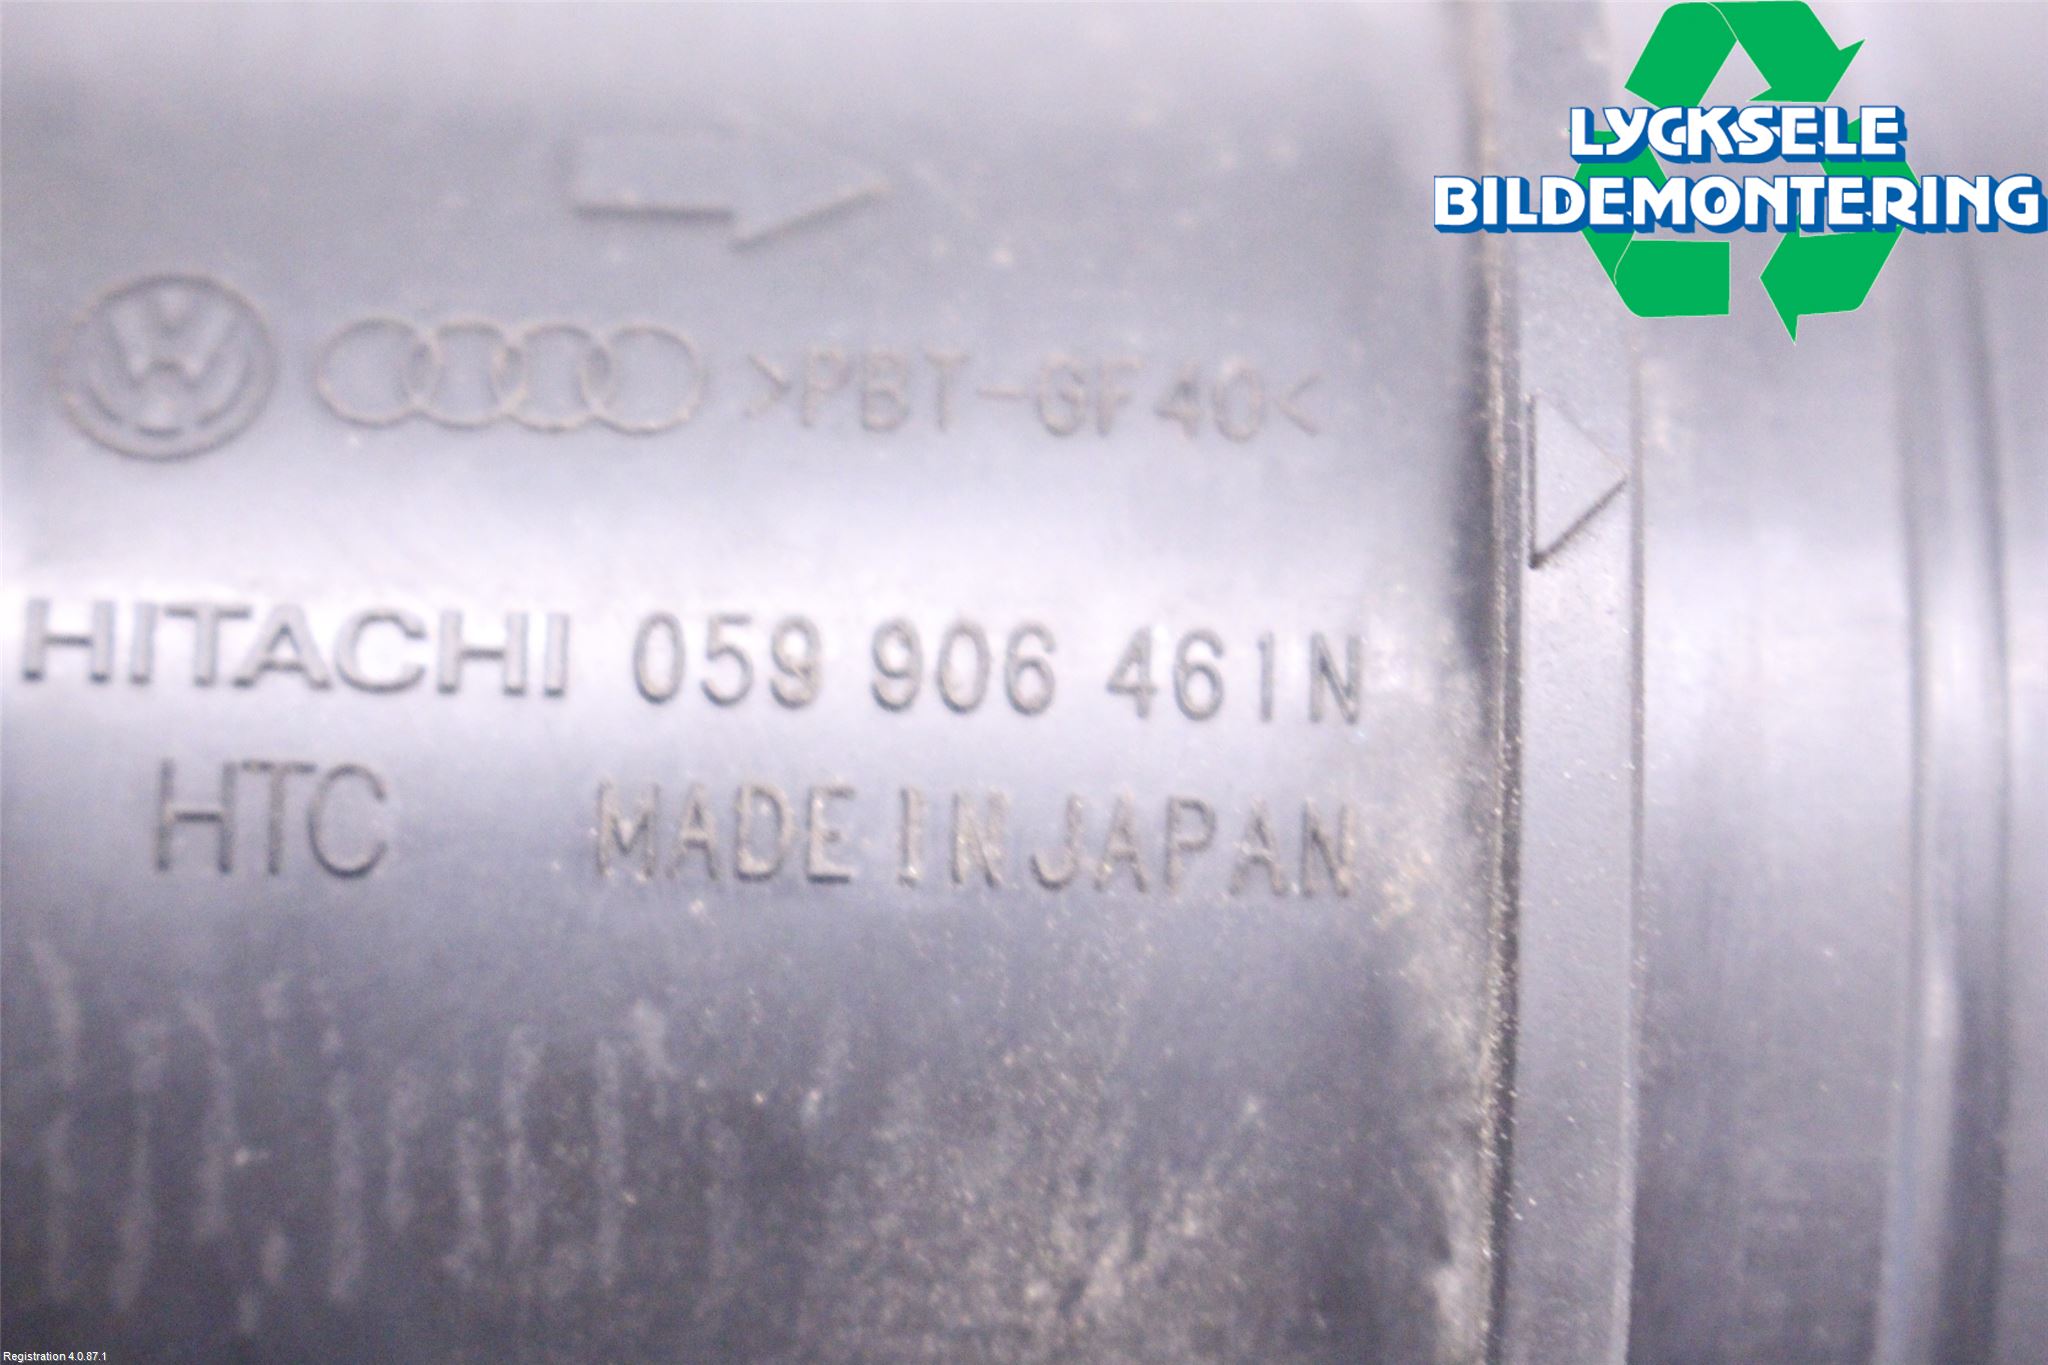 LYCKSELE
BILDEMONTERING
>PBT-GF40<
HITACHI 059 906 461N
HTC MADE IN JAPAN
Registration 4.0.87.1